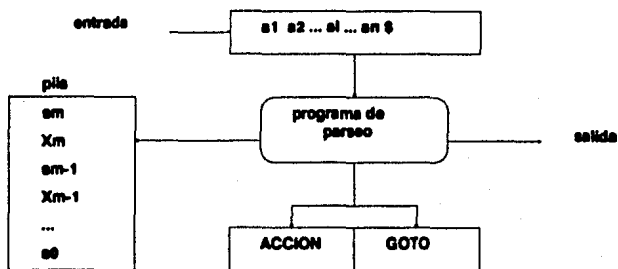 entrada
a1 a2 ... ai ... an $
pila
sm
Xm
sm-1
Xm-1
...
s0
programa de
parseo
salida
ACCION
GOTO